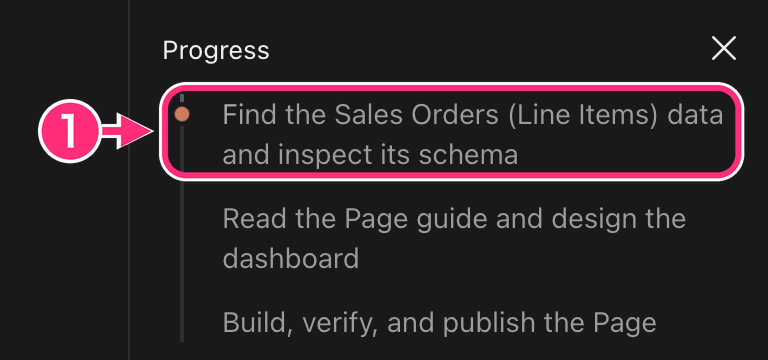 Progress
1
Find the Sales Orders (Line Items) data
and inspect its schema
Read the Page guide and design the
dashboard
Build, verify, and publish the Page